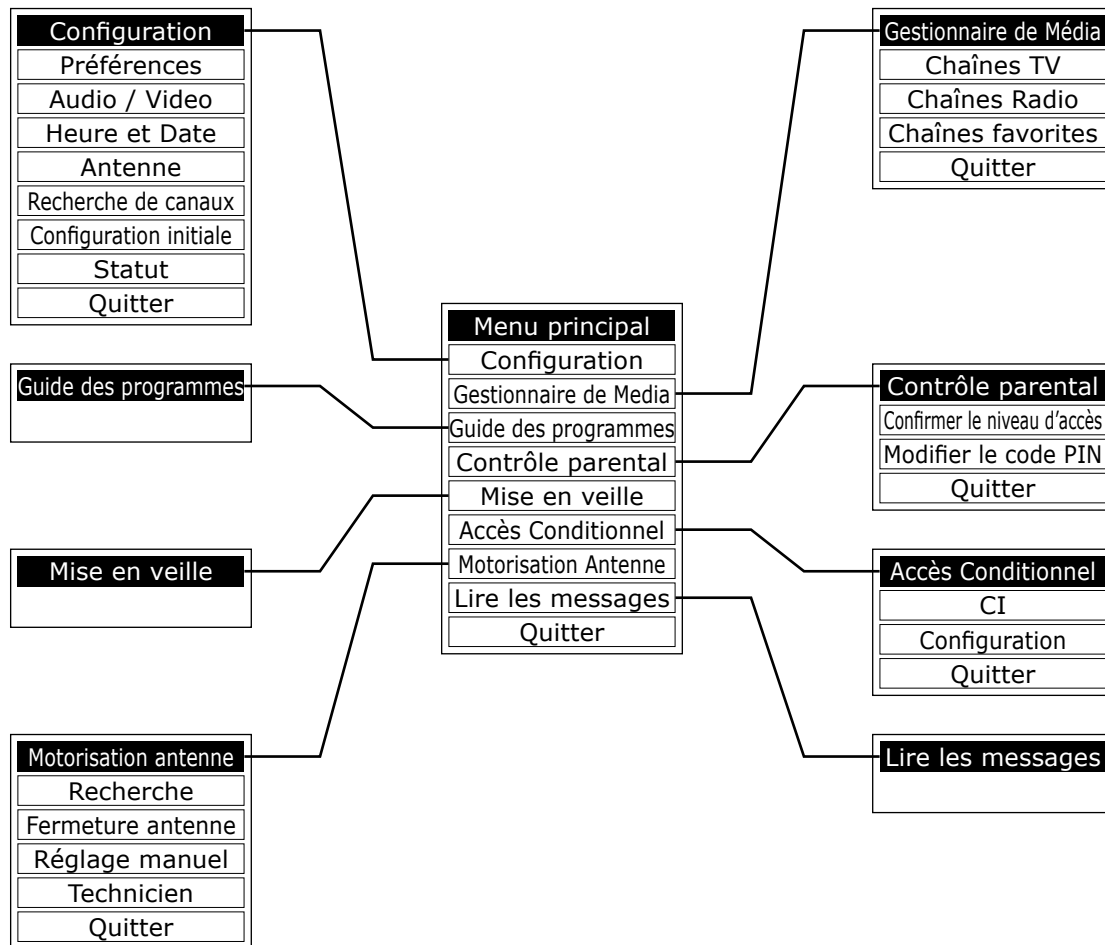 Configuration
Préférences
Audio / Video
Heure et Date
Antenne
Recherche de canaux
Configuration initiale
Statut
Quitter
Guide des programmes
Mise en veille
Motorisation antenne
Recherche
Fermeture antenne
Réglage manuel
Technicien
Quitter
Menu principal
Configuration
Gestionnaire de Media
Guide des programmes
Contrôle parental
Mise en veille
Accès Conditionnel
Motorisation Antenne
Lire les messages
Quitter
Gestionnaire de Média
Chaînes TV
Chaînes Radio
Chaînes favorites
Quitter
Contrôle parental
Confirmer le niveau d’accès
Modifier le code PIN
Quitter
Accès Conditionnel
CI
Configuration
Quitter
Lire les messages